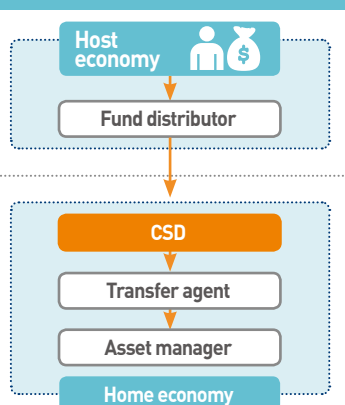 Host
economy
$
Fund distributor
CSD
Transfer agent
Asset manager
Home economy